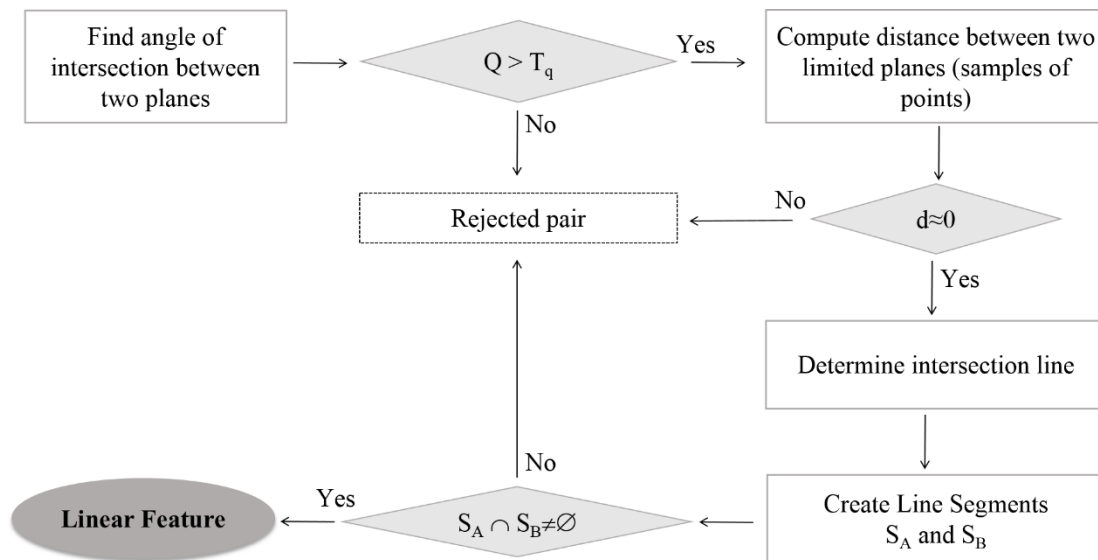 Find angle of
intersection between
two planes
Q > T_q
Yes
Compute distance between two
limited planes (samples of
points)
No
Rejected pair
No
d≈0
Yes
Determine intersection line
No
Linear Feature
Yes
S_A ∩ S_B≠∅
Create Line Segments
S_A and S_B